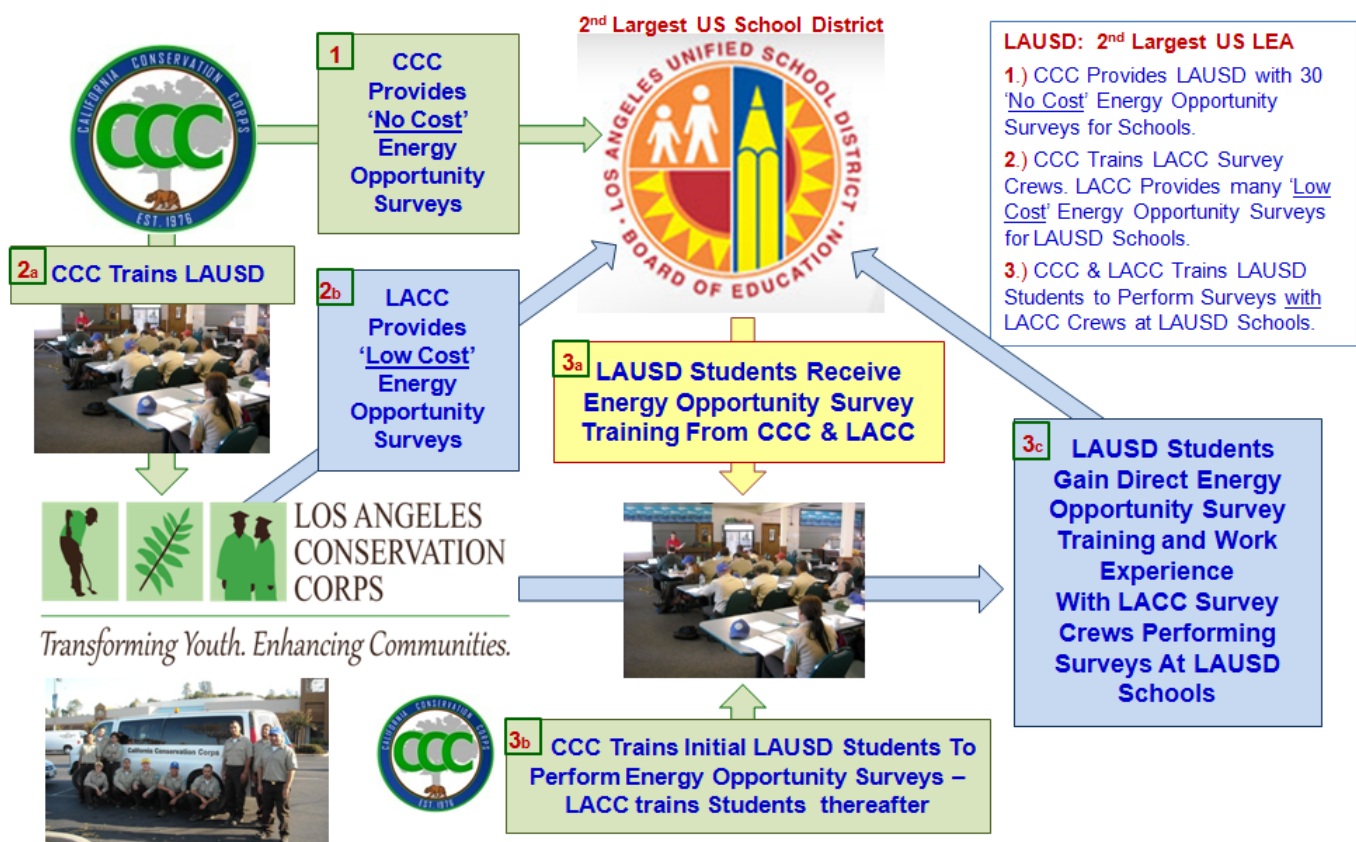 CALIFORNIA CONSERVATION CORPS
CCC
EST. 1976
1
CCC
Provides
‘No Cost’
Energy
Opportunity
Surveys
2nd Largest US School District
LOS ANGELES UNIFIED SCHOOL DISTRICT
BOARD OF EDUCATION
LAUSD: 2nd Largest US LEA
1.) CCC Provides LAUSD with 30
‘No Cost’ Energy Opportunity
Surveys for Schools.
2.) CCC Trains LACC Survey
Crews. LACC Provides many ‘Low
Cost’ Energy Opportunity Surveys
for LAUSD Schools.
3.) CCC & LACC Trains LAUSD
Students to Perform Surveys with
LACC Crews at LAUSD Schools.
2a
CCC Trains LAUSD
2b
LACC
Provides
‘Low Cost’
Energy
Opportunity
Surveys
3a
LAUSD Students Receive
Energy Opportunity Survey
Training From CCC & LACC
3c
LAUSD Students
Gain Direct Energy
Opportunity Survey
Training and Work
Experience
With LACC Survey
Crews Performing
Surveys At LAUSD
Schools
LOS ANGELES
CONSERVATION
CORPS
Transforming Youth. Enhancing Communities.
California Conservation Corps
CALIFORNIA CONSERVATION CORPS
CCC
EST. 1976
3b
CCC Trains Initial LAUSD Students To
Perform Energy Opportunity Surveys –
LACC trains Students thereafter